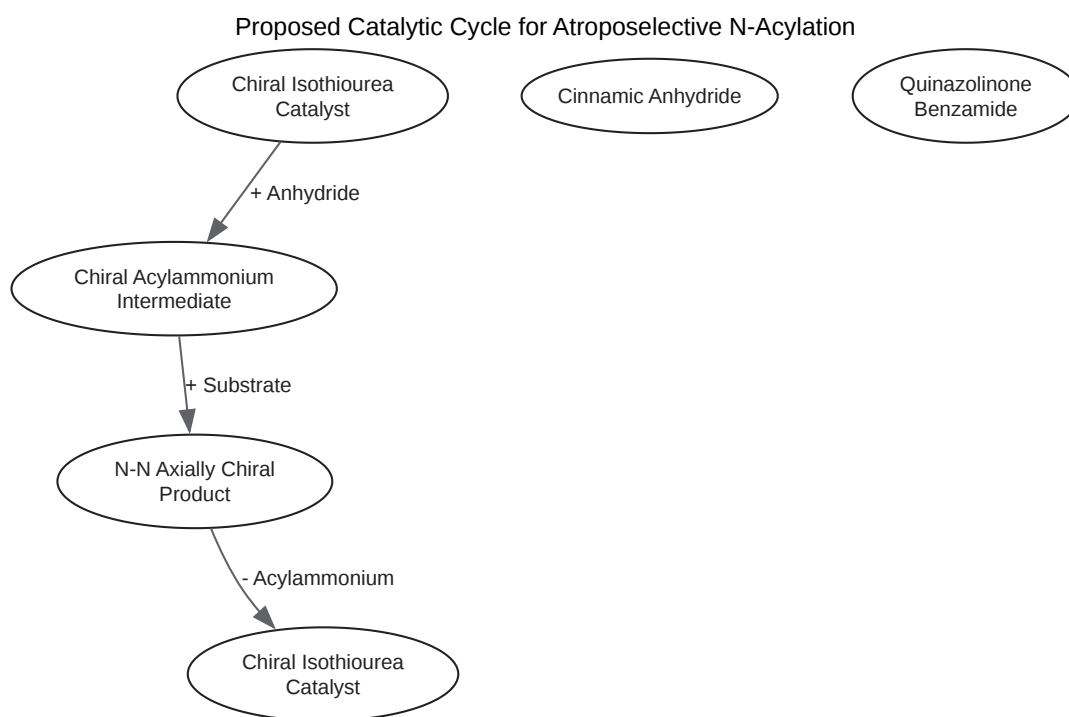 Proposed Catalytic Cycle for Atroposelective N-Acylation
Chiral Isothiourea
Catalyst
Cinnamic Anhydride
Quinazolinone
Benzamide
+ Anhydride
Chiral Acylammonium
Intermediate
+ Substrate
N-N Axially Chiral
Product
- Acylammonium
Chiral Isothiourea
Catalyst